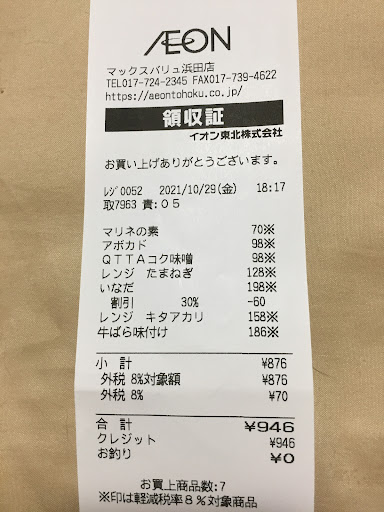 ÆON
マックスバリュ浜田店
TEL017-724-2345 FAX017-739-4622
https://aeontohoku.co.jp/
領収証
イオン東北株式会社
お買い上げありがとうございます。
ﾚｼﾞ0052 2021/10/29(金) 18:17
取7963 責:05
マリネの素 70※
アボカド 98※
QTTAコク味噌 98※
レンジ たまねぎ 128※
いなだ 198※
割引 30% -60
レンジ キタアカリ 158※
牛ばら味付け 186※
小 計 ¥876
外税 8%対象額 ¥876
外税 8% ¥70
合 計 ¥946
クレジット ¥946
お釣り ¥0
お買上商品数:7
※印は軽減税率8%対象商品